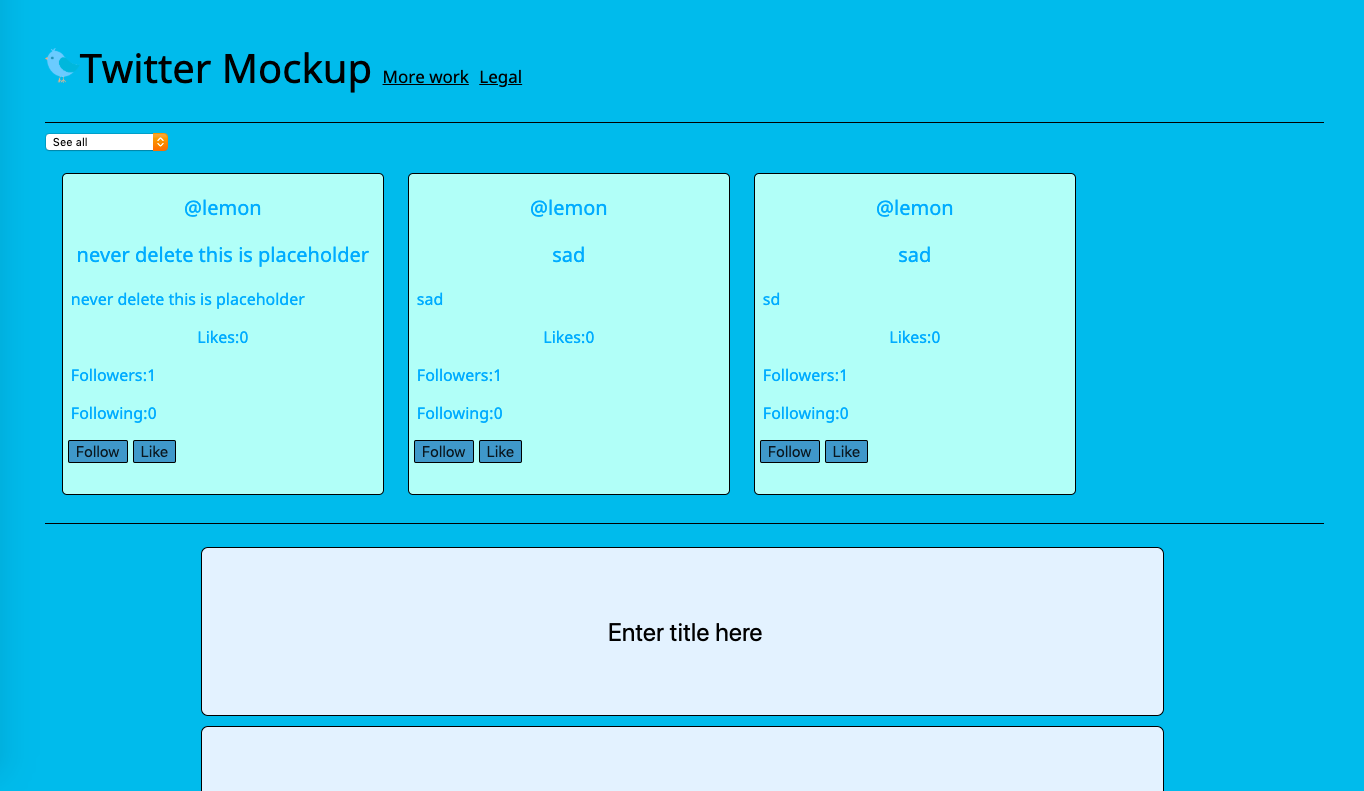 Twitter Mockup More work Legal
See all
@lemon
never delete this is placeholder
never delete this is placeholder
Likes:0
Followers:1
Following:0
Follow Like
@lemon
sad
sad
Likes:0
Followers:1
Following:0
Follow Like
@lemon
sad
sd
Likes:0
Followers:1
Following:0
Follow Like
Enter title here